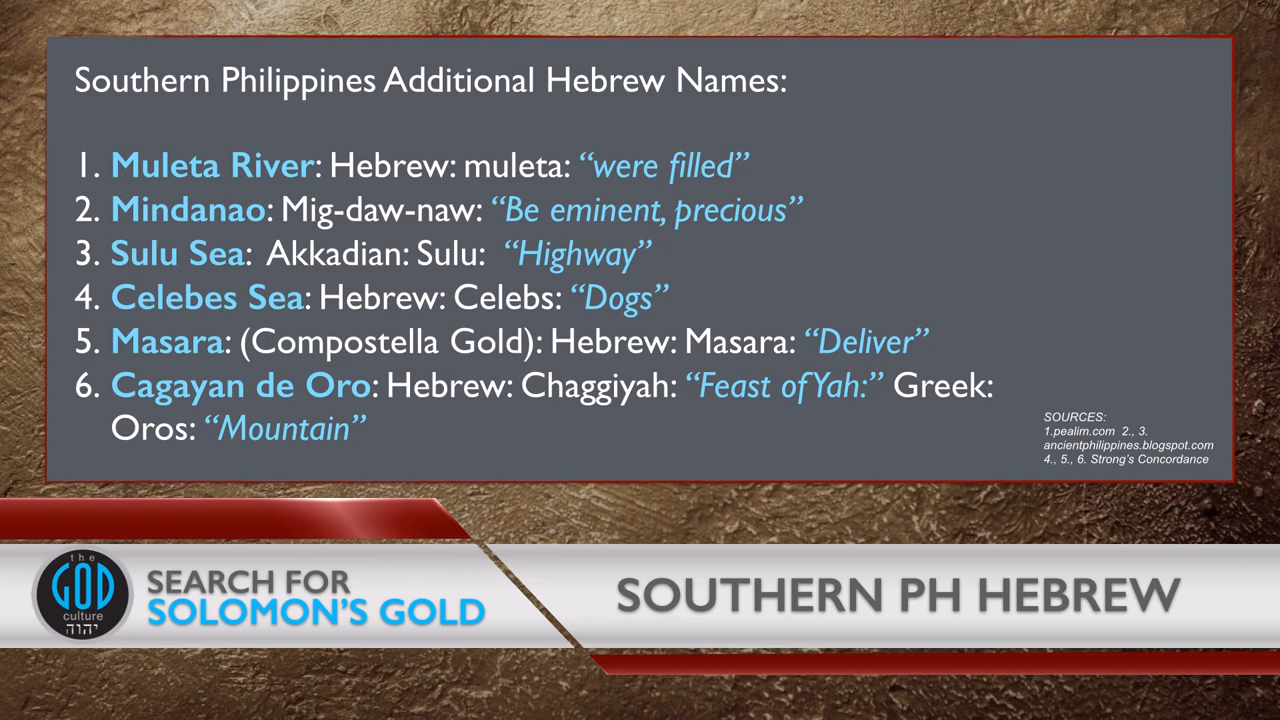 Southern Philippines Additional Hebrew Names:
1. Muleta River: Hebrew: muleta: “were filled”
2. Mindanao: Mig-daw-naw: “Be eminent, precious”
3. Sulu Sea: Akkadian: Sulu: “Highway”
4. Celebes Sea: Hebrew: Celebs: “Dogs”
5. Masara: (Compostella Gold): Hebrew: Masara: “Deliver”
6. Cagayan de Oro: Hebrew: Chaggiyah: “Feast of Yah:” Greek:
Oros: “Mountain”
SOURCES:
1.pealim.com 2., 3.
ancientphilippines.blogspot.com
4., 5., 6. Strong’s Concordance
the
GOD
culture
יהוה
SEARCH FOR
SOLOMON’S GOLD
SOUTHERN PH HEBREW